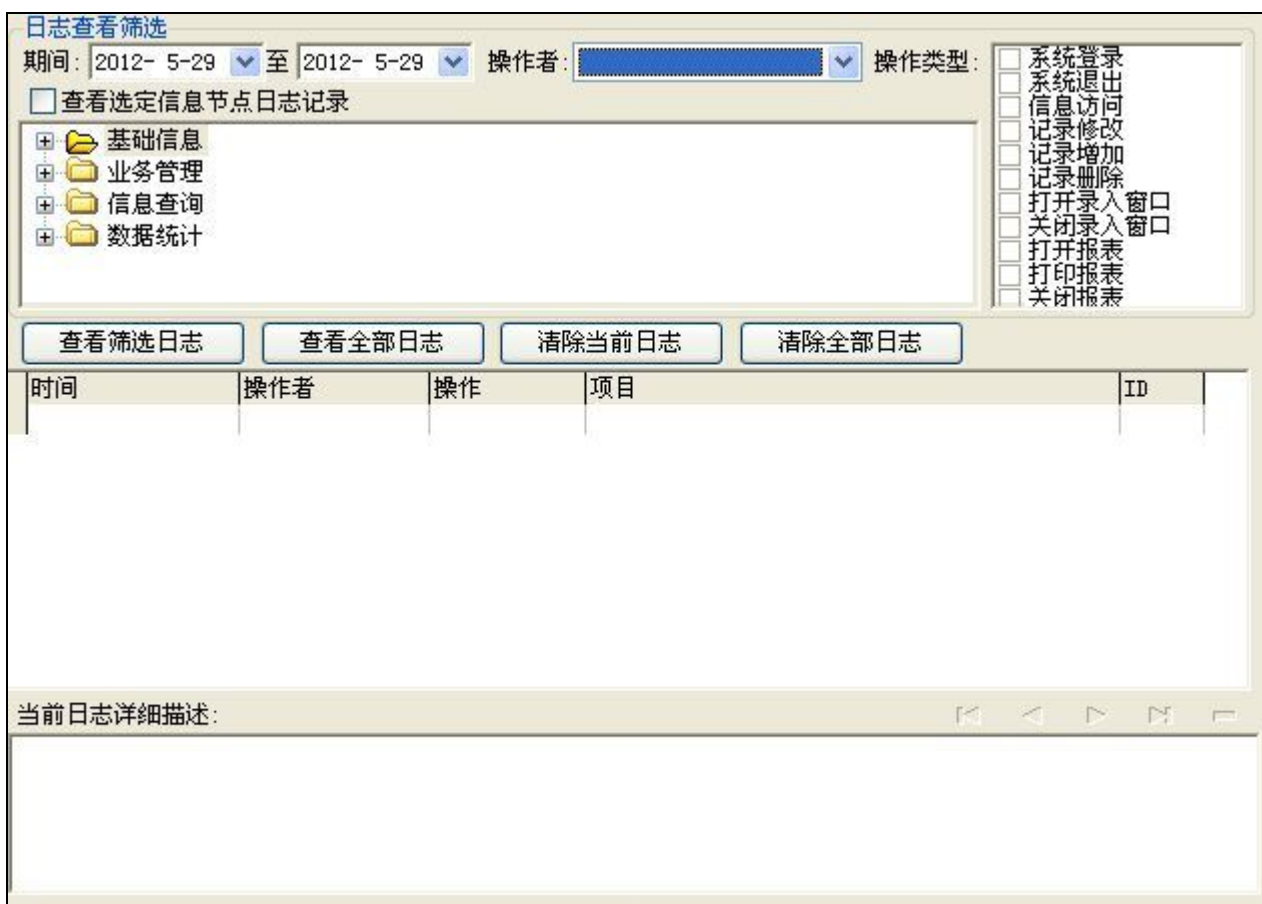 日志查看筛选
期间: 2012- 5-29 至 2012- 5-29 操作者: 操作类型:
系统登录
系统退出
信息访问
记录修改
记录增加
记录删除
打开录入窗口
关闭录入窗口
打开报表
打印报表
关闭报表
查看选定信息节点日志记录
基础信息
业务管理
信息查询
数据统计
查看筛选日志 查看全部日志 清除当前日志 清除全部日志
时间 操作者 操作 项目 ID
当前日志详细描述: